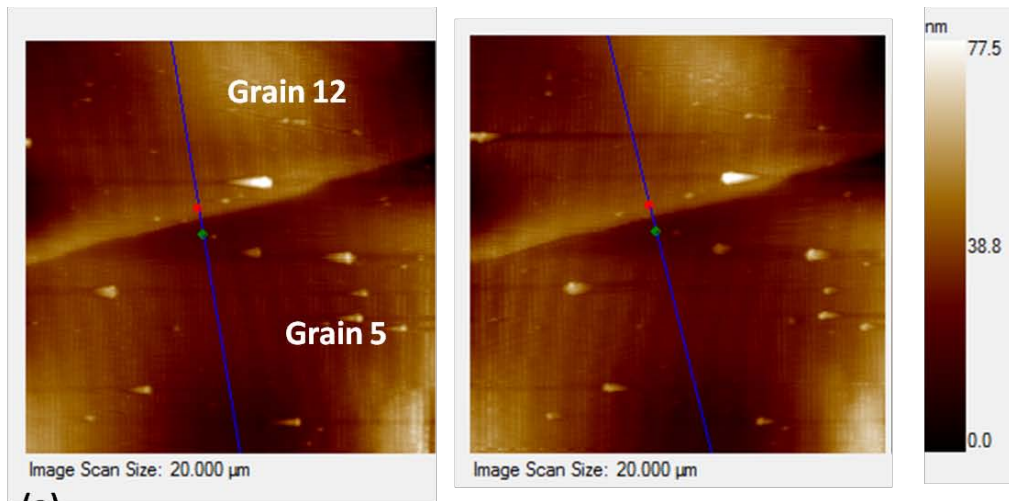 Grain 12
Grain 5
Image Scan Size: 20.000 µm
Image Scan Size: 20.000 µm
nm
77.5
38.8
0.0